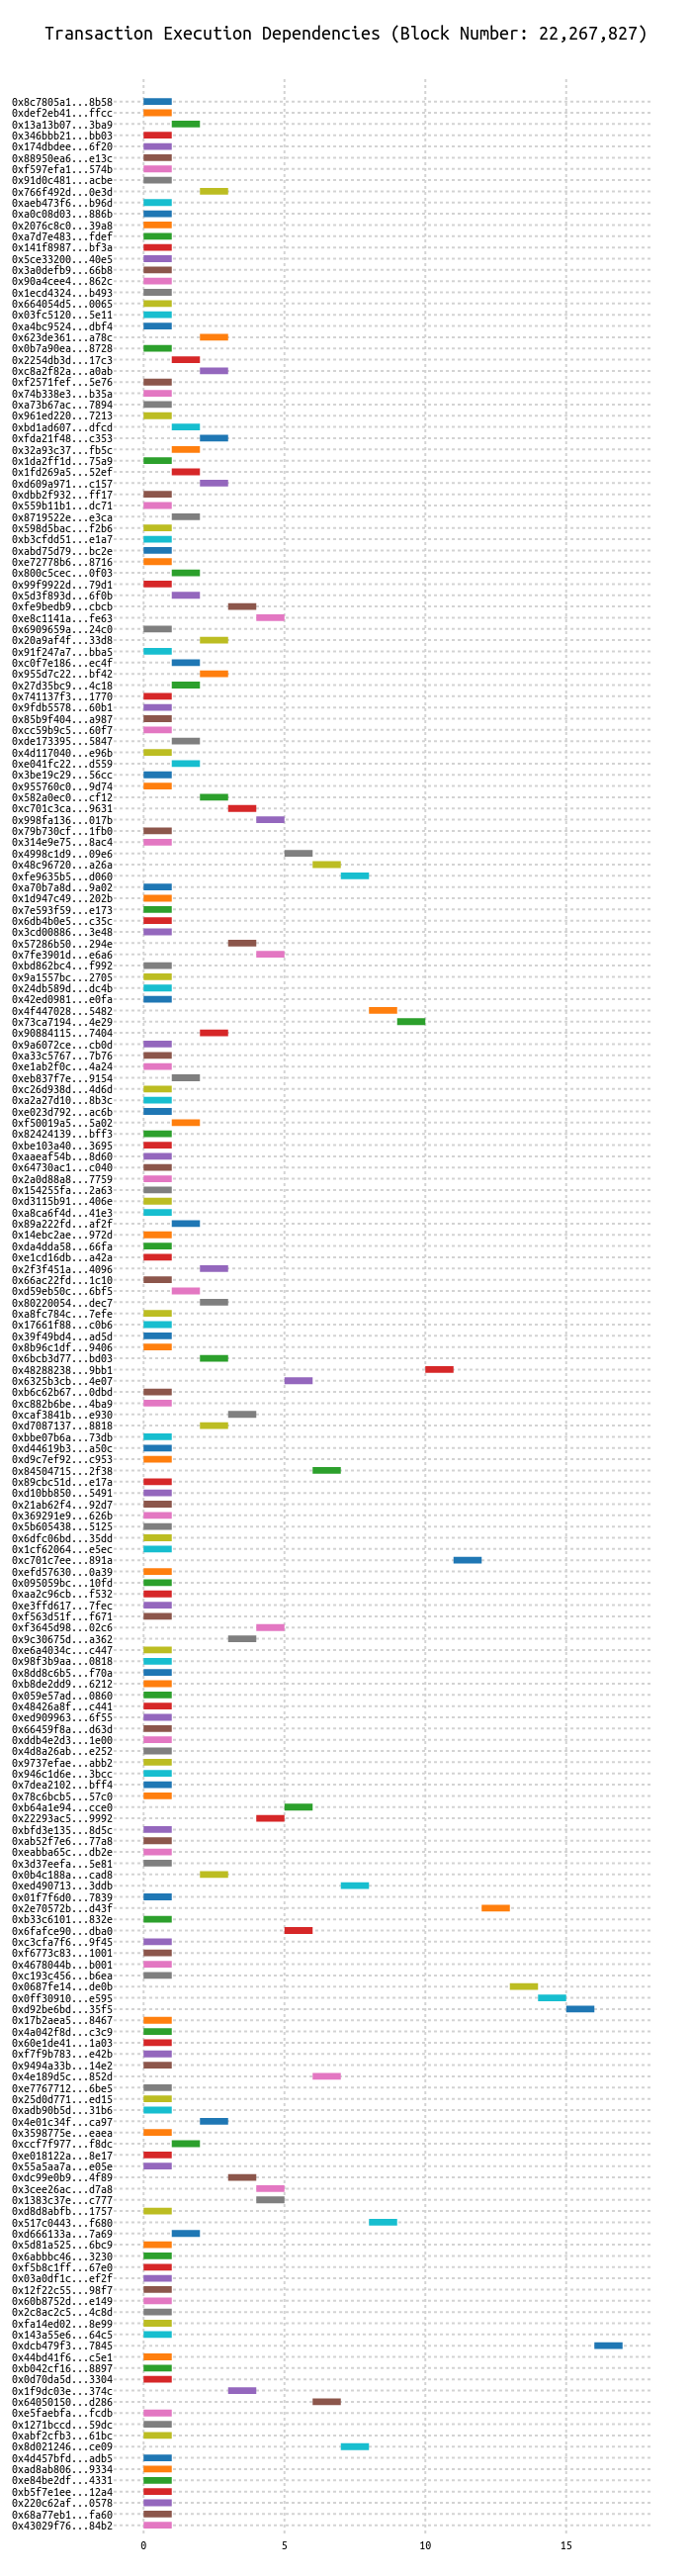 Transaction Execution Dependencies (Block Number: 22,267,827)
0x8c7805a1...8b58
0xdef2eb41...ffcc
0x13a13b07...3ba9
0x346bbb21...bb03
0x174dbdee...6f20
0x88950ea6...e13c
0xf597efa1...574b
0x91d0c481...acbe
0x766f492d...0e3d
0xaeb473f6...b96d
0xa0c08d03...886b
0x2076c8c0...39a8
0xa7d7e483...fdef
0x141f8987...bf3a
0x5ce33200...40e5
0x3a0defb9...66b8
0x90a4cee4...862c
0x1ecd4324...b493
0x664054d5...0065
0x03fc5120...5e11
0xa4bc9524...dbf4
0x623de361...a78c
0x0b7a90ea...8728
0x2254db3d...17c3
0xc8a2f82a...a0ab
0xf2571fef...5e76
0x74b338e3...b35a
0xa73b67ac...7894
0x961ed220...7213
0xbd1ad607...dfcd
0xfda21f48...c353
0x32a93c37...fb5c
0x1da2ff1d...75a9
0x1fd269a5...52ef
0xd609a971...c157
0xdbb2f932...ff17
0x559b11b1...dc71
0x8719522e...e3ca
0x598d5bac...f2b6
0xb3cfdd51...e1a7
0xabd75d79...bc2e
0xe72778b6...8716
0x800c5cec...0f03
0x99f9922d...79d1
0x5d3f893d...6f0b
0xfe9bedb9...cbcb
0xe8c1141a...fe63
0x6909659a...24c0
0x20a9af4f...33d8
0x91f247a7...bba5
0xc0f7e186...ec4f
0x955d7c22...bf42
0x27d35bc9...4c18
0x741137f3...1770
0x9fdb5578...60b1
0x85b9f404...a987
0xcc59b9c5...60f7
0xde173395...5847
0x4d117040...e96b
0xe041fc22...d559
0x3be19c29...56cc
0x955760c0...9d74
0x582a0ec0...cf12
0xc701c3ca...9631
0x998fa136...017b
0x79b730cf...1fb0
0x314e9e75...8ac4
0x4998c1d9...09e6
0x48c96720...a26a
0xfe9635b5...d060
0xa70b7a8d...9a02
0x1d947c49...202b
0x7e593f59...e173
0x6db4b0e5...c35c
0x3cd00886...3e48
0x57286b50...294e
0x7fe3901d...e6a6
0xbd862bc4...f992
0x9a1557bc...2705
0x24db589d...dc4b
0x42ed0981...e0fa
0x4f447028...5482
0x73ca7194...4e29
0x90884115...7404
0x9a6072ce...cb0d
0xa33c5767...7b76
0xe1ab2f0c...4a24
0xeb837f7e...9154
0xc26d938d...4d6d
0xa2a27d10...8b3c
0xe023d792...ac6b
0xf50019a5...5a02
0x82424139...bff3
0xbe103a40...3695
0xaaeaf54b...8d60
0x64730ac1...c040
0x2a0d88a8...7759
0x154255fa...2a63
0xd3115b91...406e
0xa8ca6f4d...41e3
0x89a222fd...af2f
0x14ebc2ae...972d
0xda4dda58...66fa
0xe1cd16db...a42a
0x2f3f451a...4096
0x66ac22fd...1c10
0xd59eb50c...6bf5
0x80220054...dec7
0xa8fc784c...7efe
0x17661f88...c0b6
0x39f49bd4...ad5d
0x8b96c1df...9406
0x6bcb3d77...bd03
0x48288238...9bb1
0x6325b3cb...4e07
0xb6c62b67...0dbd
0xc882b6be...4ba9
0xcaf3841b...e930
0xd7087137...8818
0xbbe07b6a...73db
0xd44619b3...a50c
0xd9c7ef92...c953
0x84504715...2f38
0x89cbc51d...e17a
0xd10bb850...5491
0x21ab62f4...92d7
0x369291e9...626b
0x5b605438...5125
0x6dfc06bd...35dd
0x1cf62064...e5ec
0xc701c7ee...891a
0xefd57630...0a39
0x095059bc...10fd
0xaa2c96cb...f532
0xe3ffd617...7fec
0xf563d51f...f671
0xf3645d98...02c6
0x9c30675d...a362
0xe6a4034c...c447
0x98f3b9aa...0818
0x8dd8c6b5...f70a
0xb8de2dd9...6212
0x059e57ad...0860
0x48426a8f...c441
0xed909963...6f55
0x66459f8a...d63d
0xddb4e2d3...1e00
0x4d8a26ab...e252
0x9737efae...abb2
0x946c1d6e...3bcc
0x7dea2102...bff4
0x78c6bcb5...57c0
0xb64a1e94...cce0
0x22293ac5...9992
0xbfd3e135...8d5c
0xab52f7e6...77a8
0xeabba65c...db2e
0x3d37eefa...5e81
0x0b4c188a...cad8
0xed490713...3ddb
0x01f7f6d0...7839
0x2e70572b...d43f
0xb33c6101...832e
0x6fafce90...dba0
0xc3cfa7f6...9f45
0xf6773c83...1001
0x4678044b...b001
0xc193c456...b6ea
0x0687fe14...de0b
0x0ff30910...e595
0xd92be6bd...35f5
0x17b2aea5...8467
0x4a042f8d...c3c9
0x60e1de41...1a03
0xf7f9b783...e42b
0x9494a33b...14e2
0x4e189d5c...852d
0xe7767712...6be5
0x25d0d771...ed15
0xadb90b5d...31b6
0x4e01c34f...ca97
0x3598775e...eaea
0xccf7f977...f8dc
0xe018122a...8e17
0x55a5aa7a...e05e
0xdc99e0b9...4f89
0x3cee26ac...d7a8
0x1383c37e...c777
0xd8d8abfb...1757
0x517c0443...f680
0xd666133a...7a69
0x5d81a525...6bc9
0x6abbbc46...3230
0xf5b8c1ff...67e0
0x03a0df1c...ef2f
0x12f22c55...98f7
0x60b8752d...e149
0x2c8ac2c5...4c8d
0xfa14ed02...8e99
0x143a55e6...64c5
0xdcb479f3...7845
0x44bd41f6...c5e1
0xb042cf16...8897
0x0d70da5d...3304
0x1f9dc03e...374c
0x64050150...d286
0xe5faebfa...fcdb
0x1271bccd...59dc
0xabf2cfb3...61bc
0x8d021246...ce09
0x4d457bfd...adb5
0xad8ab806...9334
0xe84be2df...4331
0xb5f7e1ee...12a4
0x220c62af...0578
0x68a77eb1...fa60
0x43029f76...84b2
0 5 10 15